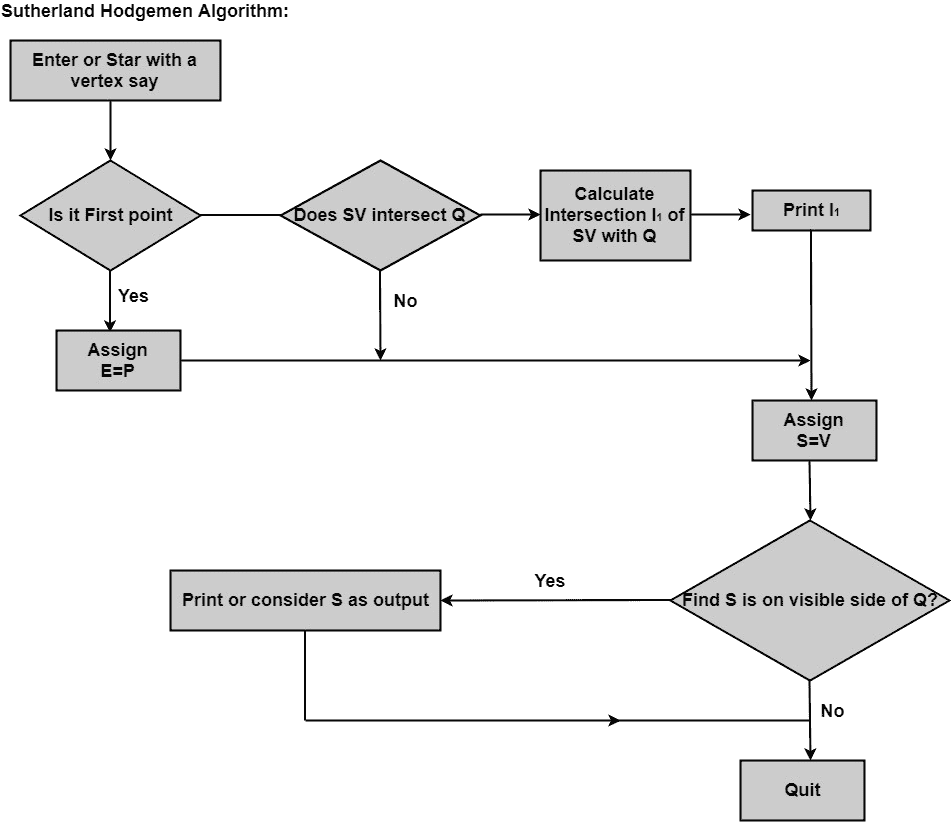 Sutherland Hodgemen Algorithm:
Enter or Star with a
vertex say
Is it First point
Does SV intersect Q
Calculate
Intersection I₁ of
SV with Q
Print I₁
Yes
No
Assign
E=P
Assign
S=V
Yes
Print or consider S as output
Find S is on visible side of Q?
No
Quit